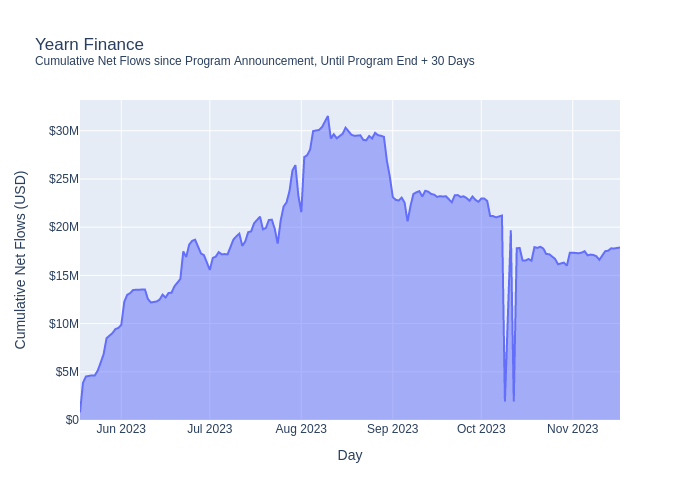 Yearn Finance
Cumulative Net Flows since Program Announcement, Until Program End + 30 Days
$30M
$25M
$20M
$15M
$10M
$5M
$0
Cumulative Net Flows (USD)
Jun 2023
Jul 2023
Aug 2023
Sep 2023
Oct 2023
Nov 2023
Day